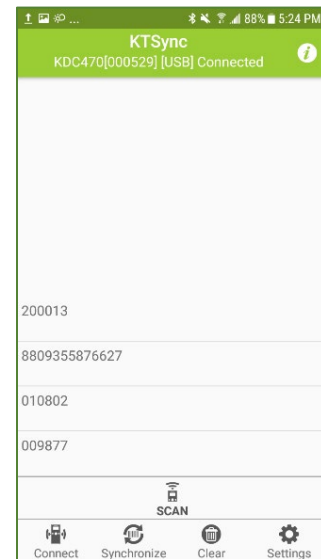 ... 88% 5:24 PM
KTSync
KDC470[000529] [USB] Connected
i
200013
8809355876627
010802
009877
SCAN
Connect Synchronize Clear Settings